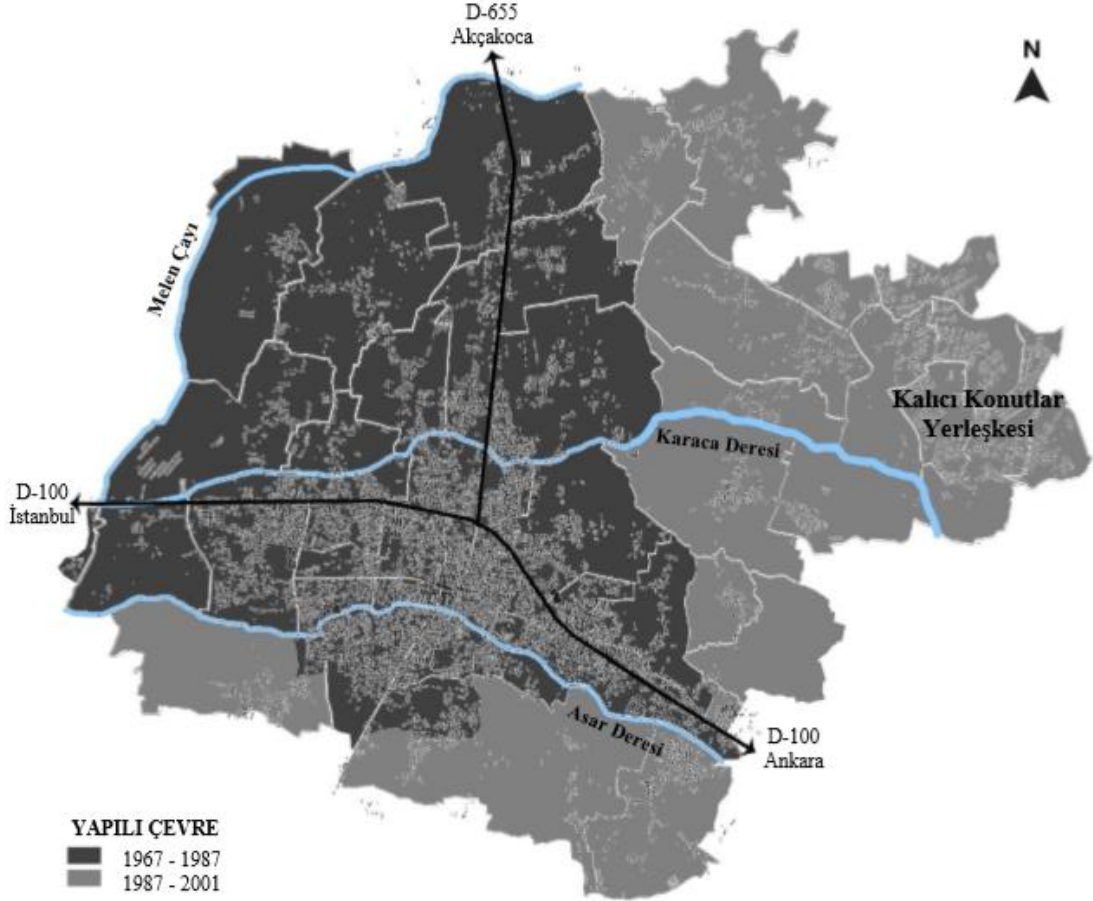 D-655
Akçakoca
N
Melen Çayı
Kalıcı Konutlar
Yerleşkesi
Karaca Deresi
D-100
İstanbul
Asar Deresi
D-100
Ankara
YAPILI ÇEVRE
1967 - 1987
1987 - 2001